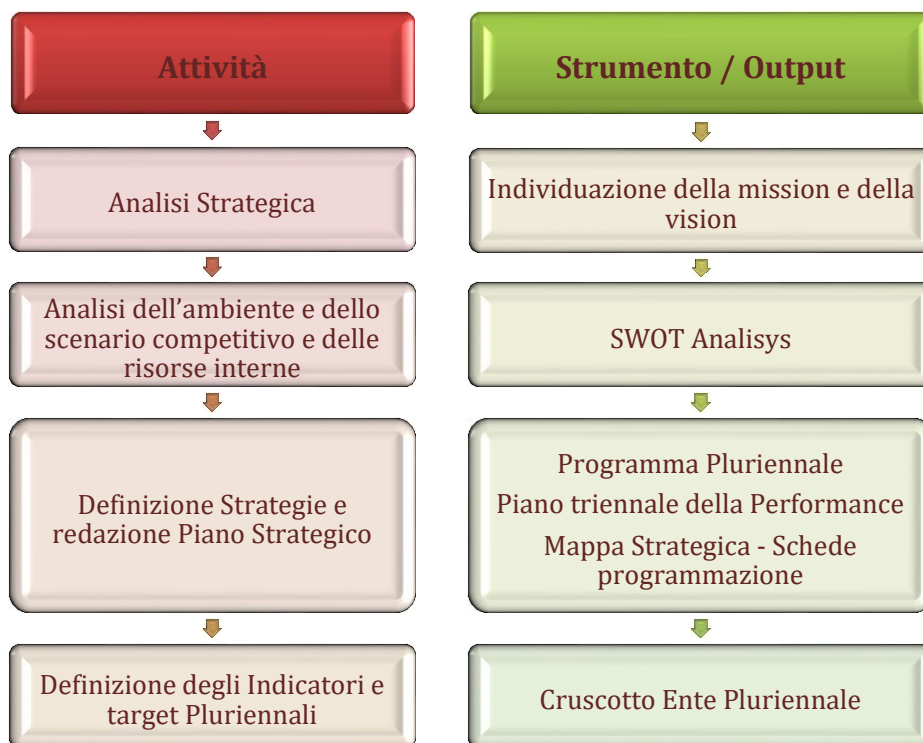 Attività
Analisi Strategica
Analisi dell’ambiente e dello
scenario competitivo e delle
risorse interne
Definizione Strategie e
redazione Piano Strategico
Definizione degli Indicatori e
target Pluriennali
Strumento / Output
Individuazione della mission e della
vision
SWOT Analisys
Programma Pluriennale
Piano triennale della Performance
Mappa Strategica - Schede
programmazione
Cruscotto Ente Pluriennale